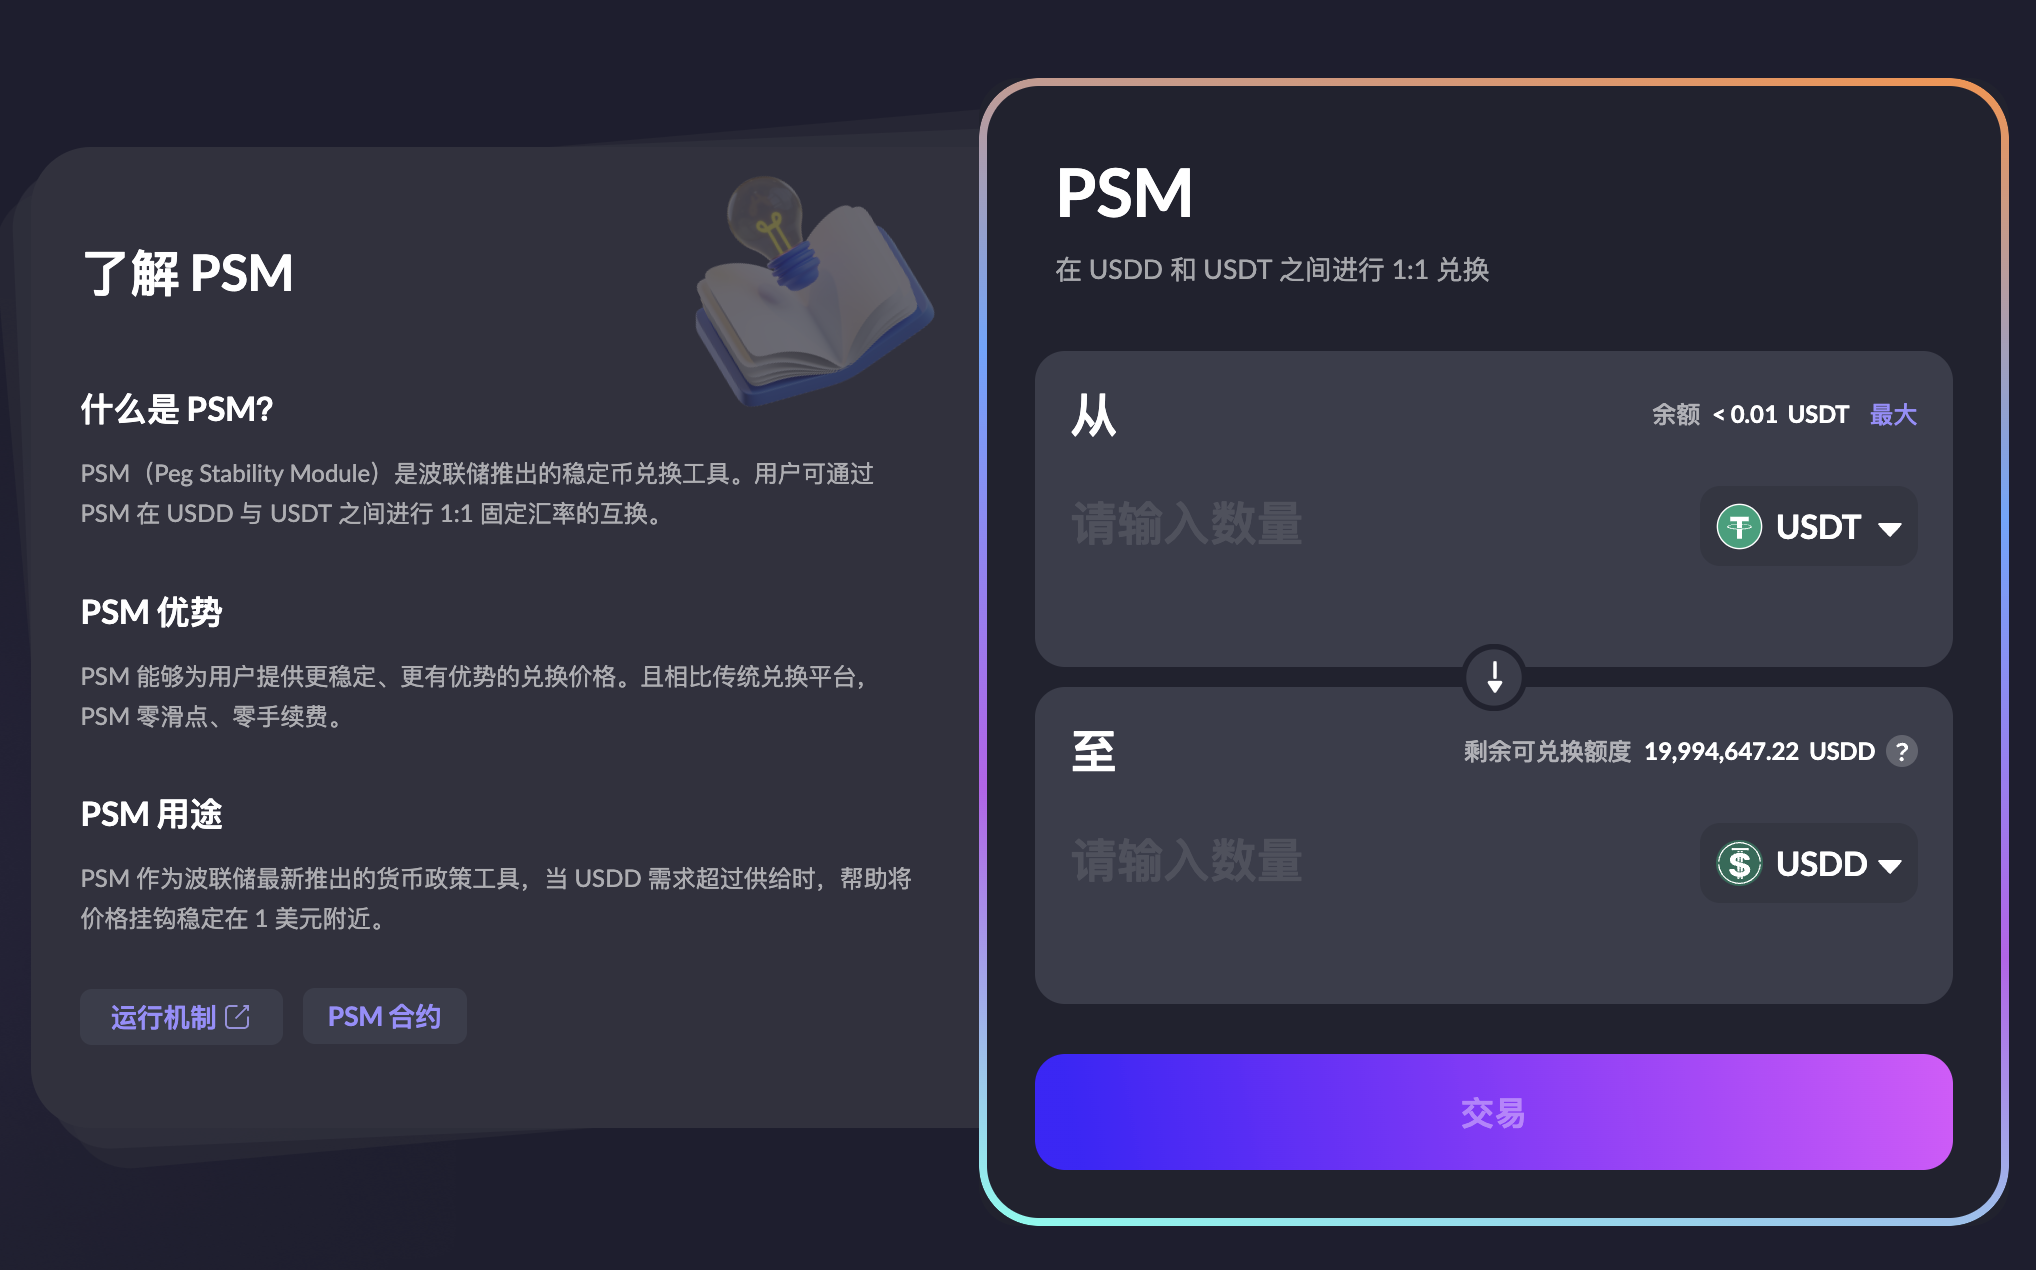 了解 PSM
什么是 PSM?
PSM（Peg Stability Module）是波联储推出的稳定币兑换工具。用户可通过
PSM 在 USDD 与 USDT 之间进行 1:1 固定汇率的互换。
PSM 优势
PSM 能够为用户提供更稳定、更有优势的兑换价格。且相比传统兑换平台，
PSM 零滑点、零手续费。
PSM 用途
PSM 作为波联储最新推出的货币政策工具，当 USDD 需求超过供给时，帮助将
价格挂钩稳定在 1 美元附近。
运行机制
PSM 合约
PSM
在 USDD 和 USDT 之间进行 1:1 兑换
从
余额 < 0.01 USDT 最大
请输入数量
USDT
至
剩余可兑换额度 19,994,647.22 USDD ?
请输入数量
USDD
交易